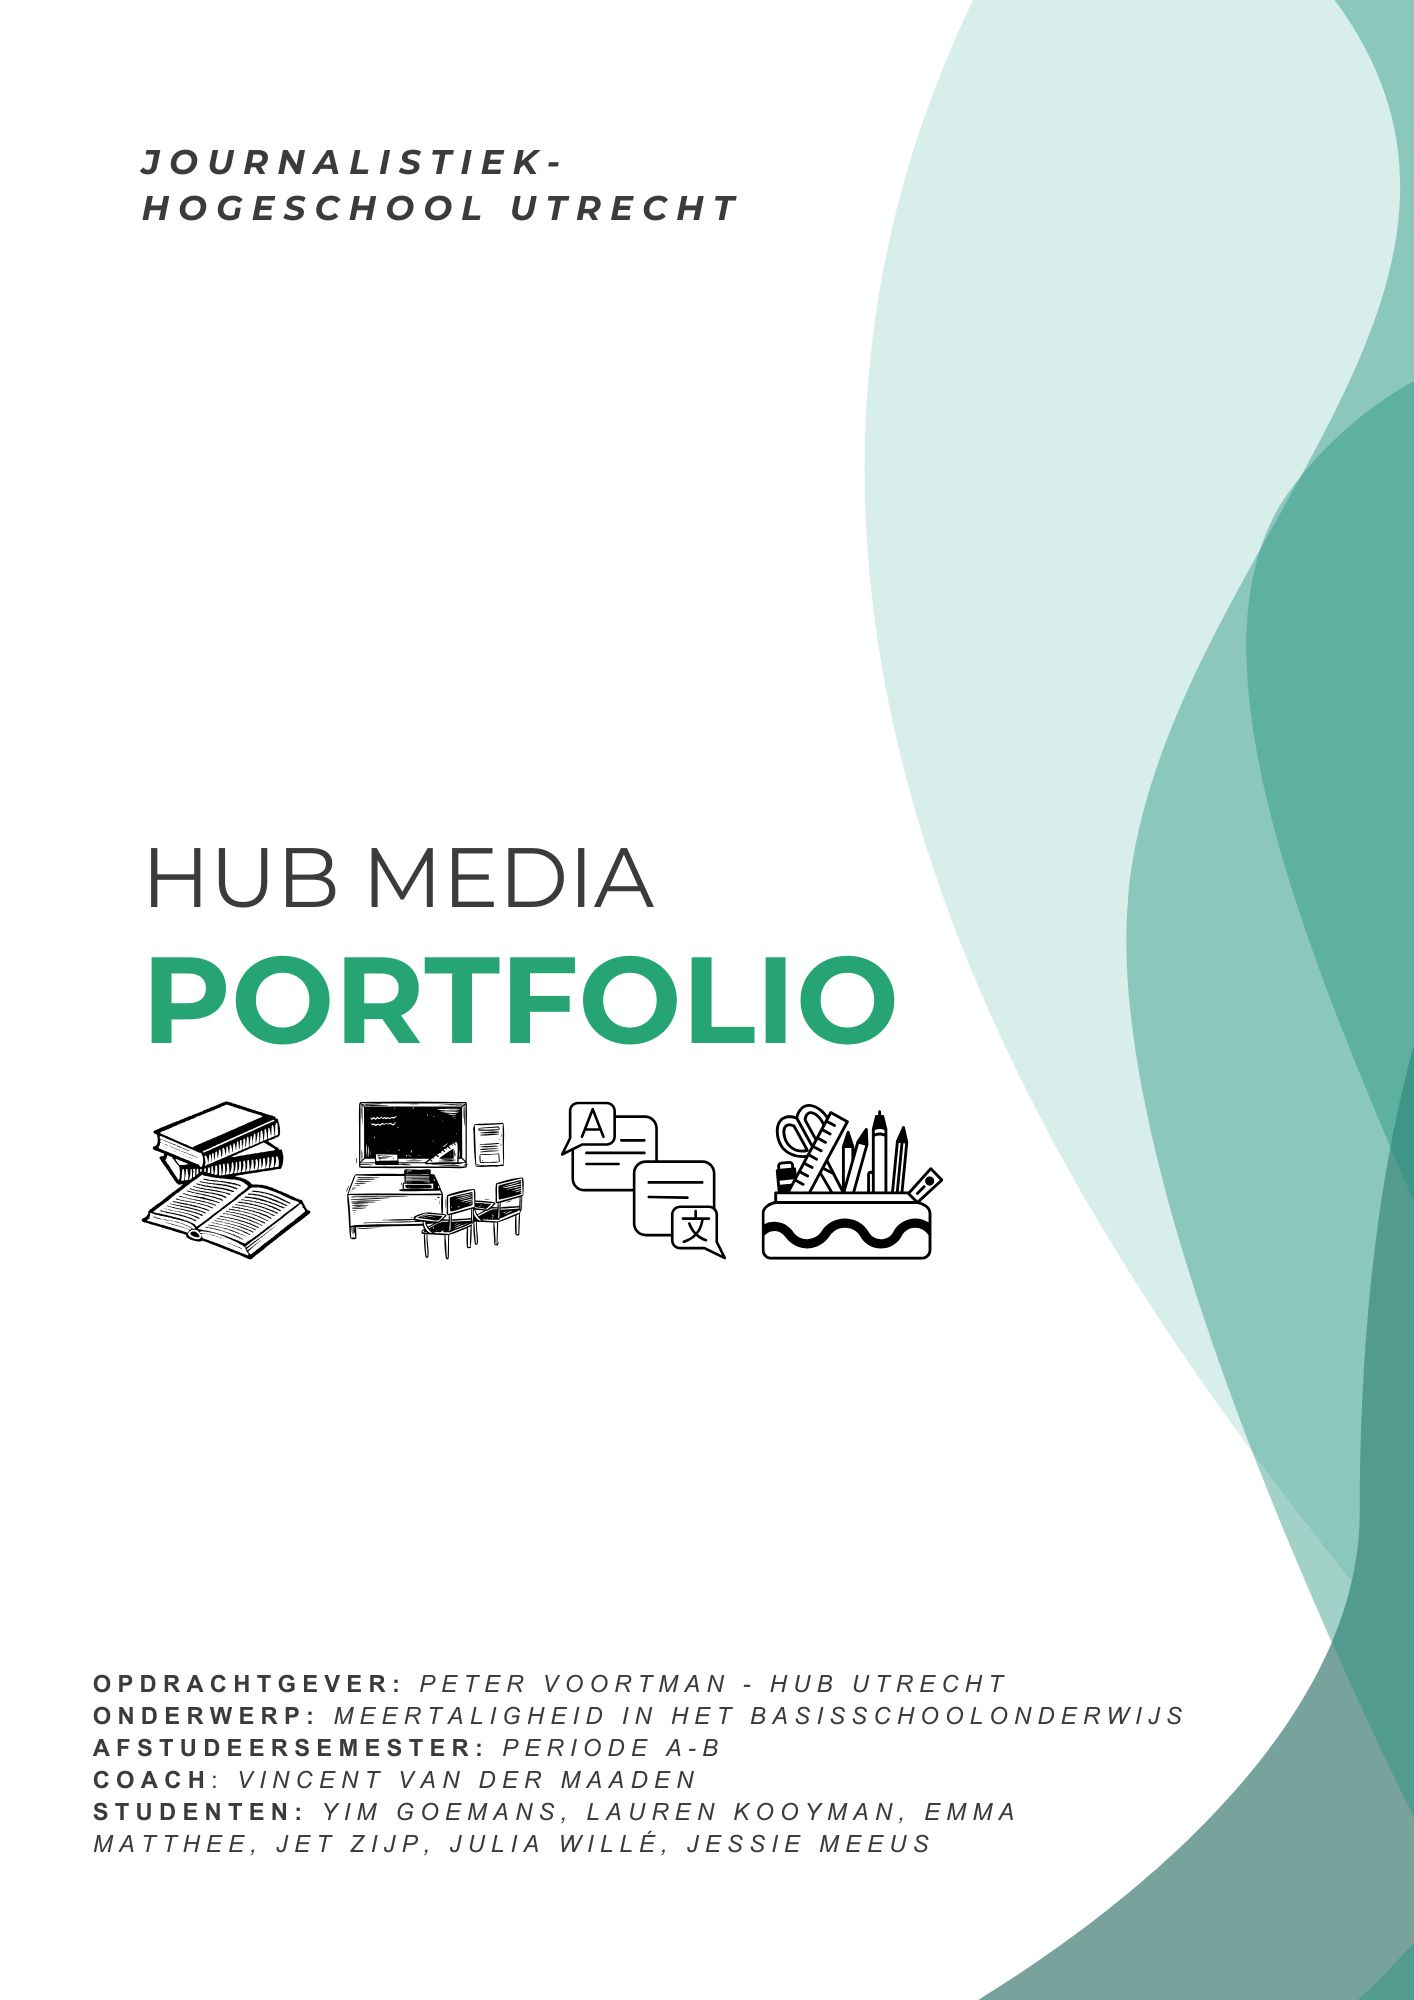 JOURNALISTIEK-
HOGESCHOOL UTRECHT
HUB MEDIA
PORTFOLIO
A
文
OPDRACHTGEVER: PETER VOORTMAN - HUB UTRECHT
ONDERWERP: MEERTALIGHEID IN HET BASISSCHOOLONDERWIJS
AFSTUDEERSEMESTER: PERIODE A-B
COACH: VINCENT VAN DER MAADEN
STUDENTEN: YIM GOEMANS, LAUREN KOOYMAN, EMMA
MATTHEE, JET ZIJP, JULIA WILLÉ, JESSIE MEEUS